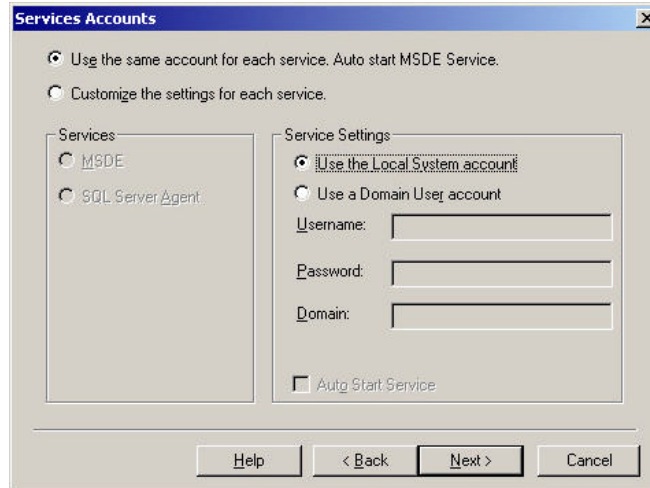 Services Accounts
Use the same account for each service. Auto start MSDE Service.
Customize the settings for each service.
Services
MSDE
SQL Server Agent
Service Settings
Use the Local System account
Use a Domain User account
Username:
Password:
Domain:
Auto Start Service
Help
< Back
Next >
Cancel